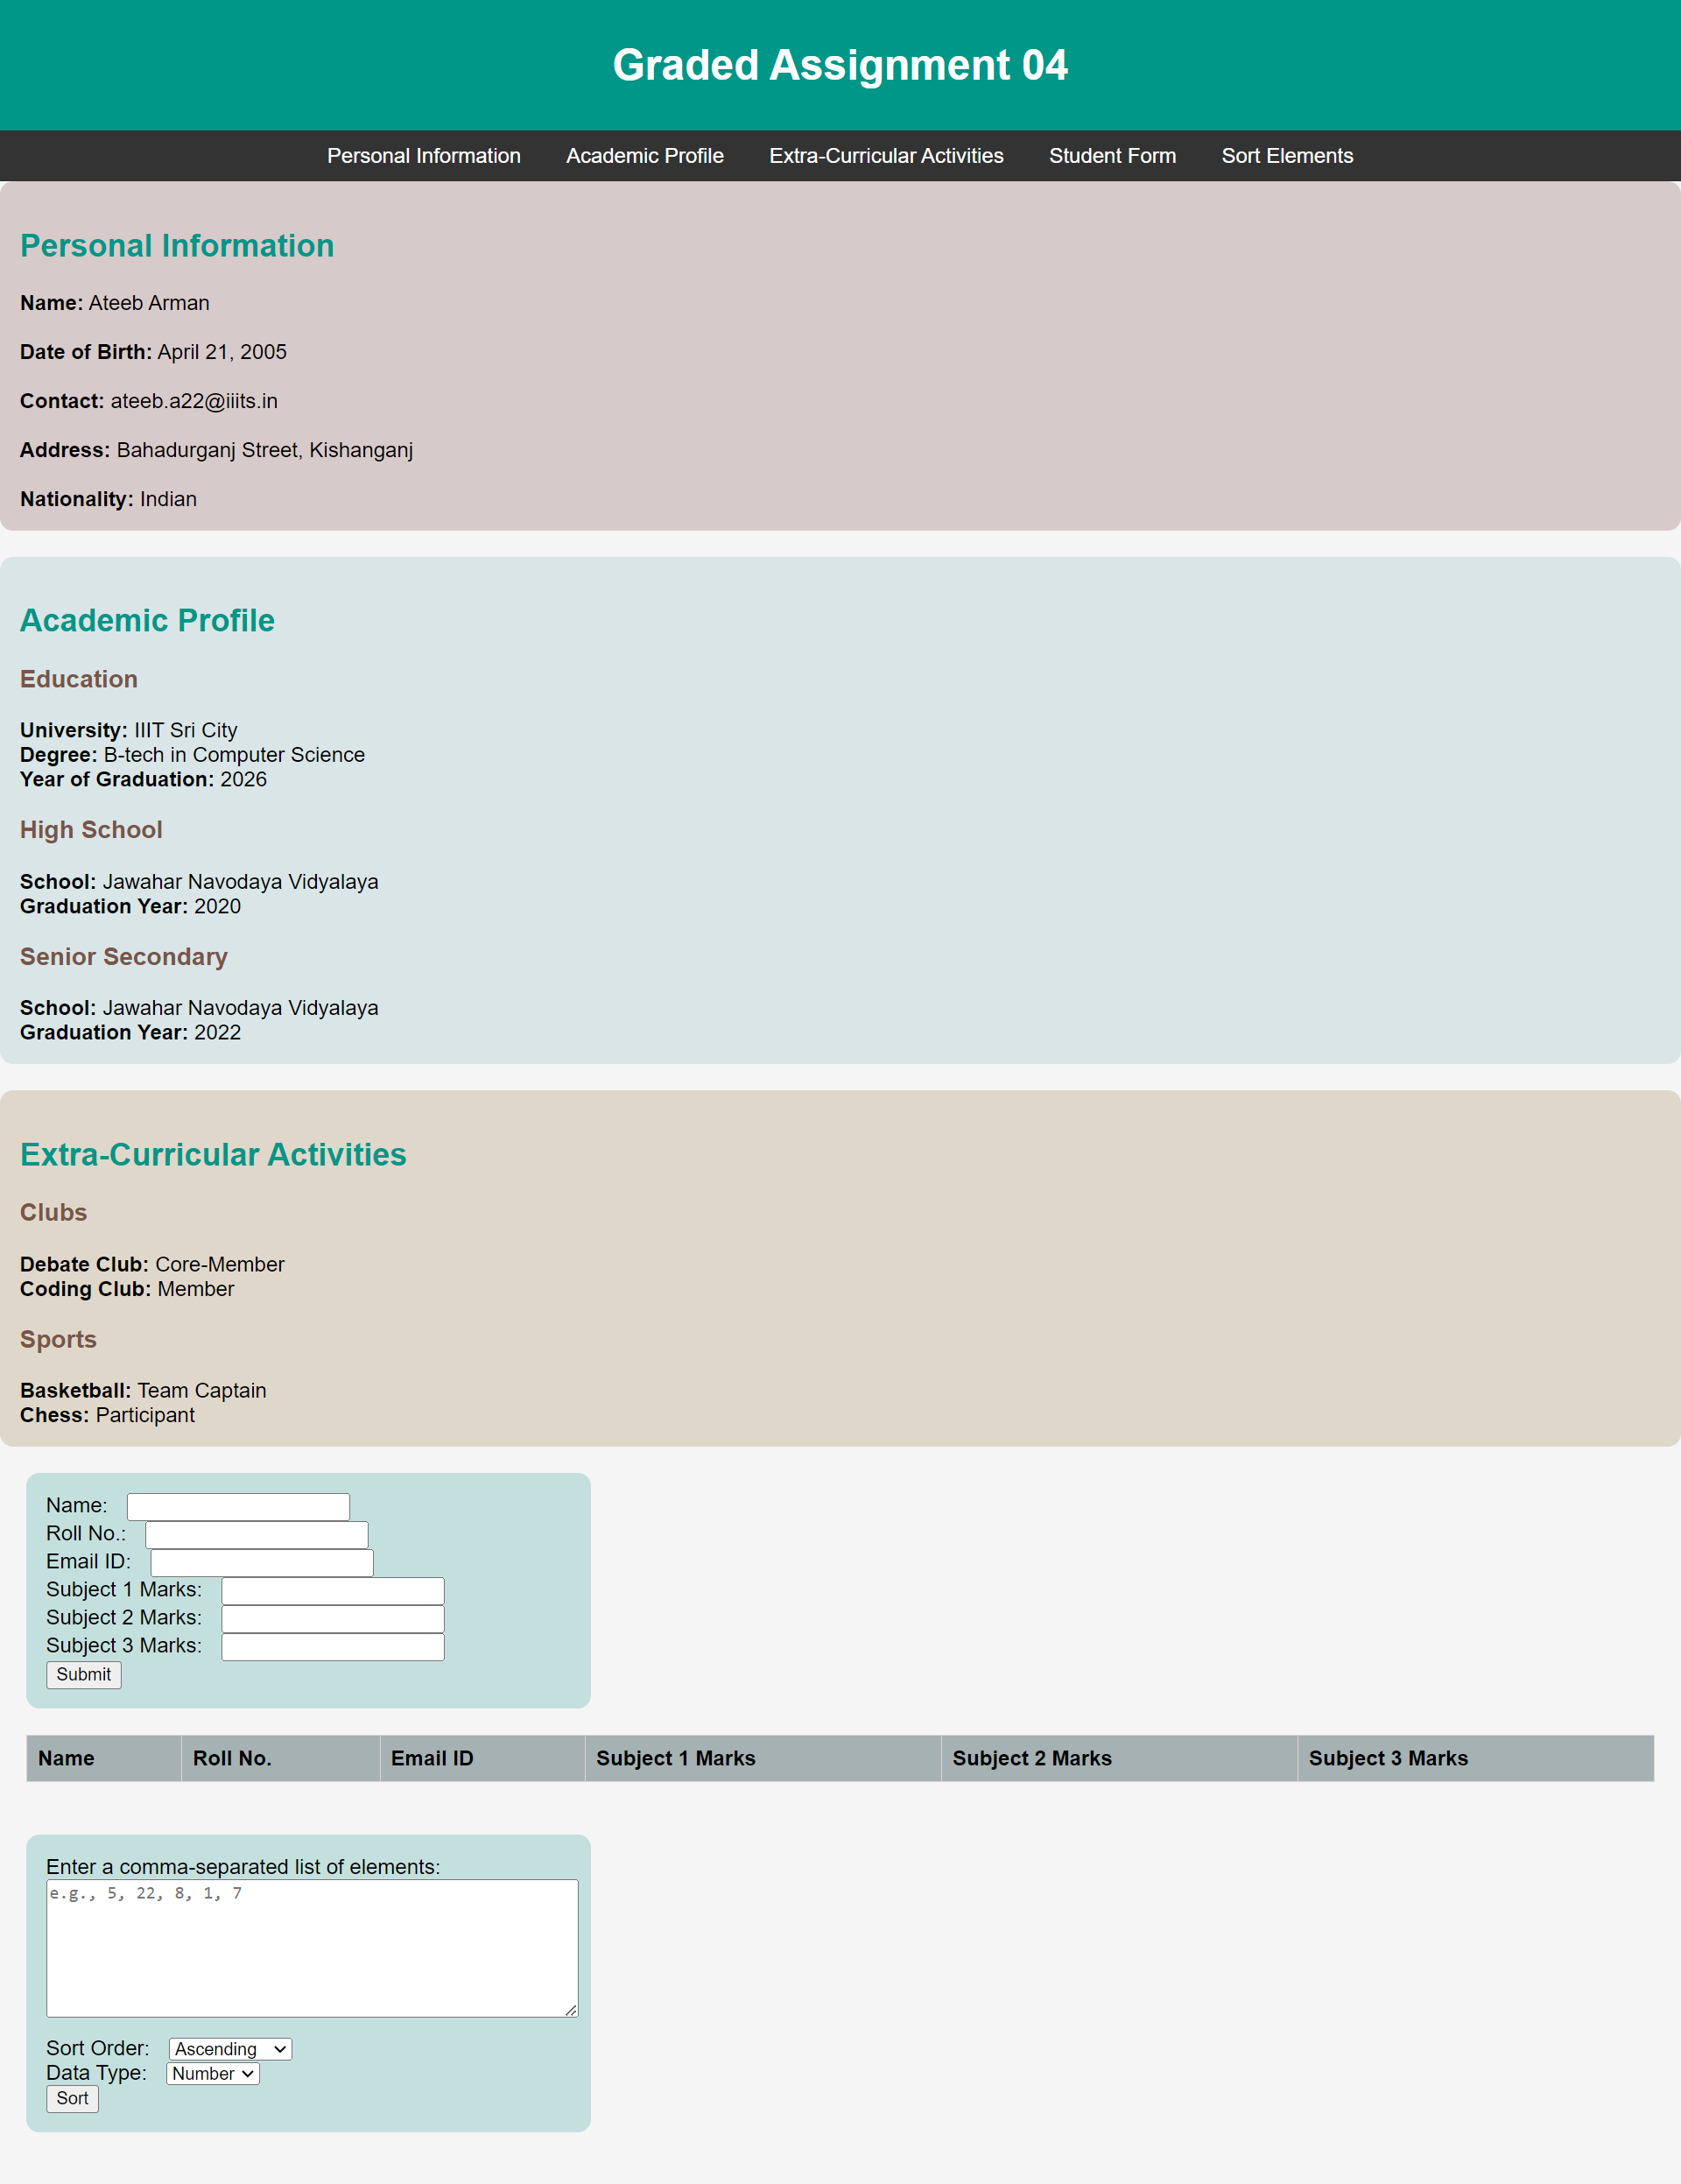 Graded Assignment 04
Personal Information Academic Profile Extra-Curricular Activities Student Form Sort Elements
Personal Information
Name: Ateeb Arman
Date of Birth: April 21, 2005
Contact: ateeb.a22@iiits.in
Address: Bahadurganj Street, Kishanganj
Nationality: Indian
Academic Profile
Education
University: IIIT Sri City
Degree: B-tech in Computer Science
Year of Graduation: 2026
High School
School: Jawahar Navodaya Vidyalaya
Graduation Year: 2020
Senior Secondary
School: Jawahar Navodaya Vidyalaya
Graduation Year: 2022
Extra-Curricular Activities
Clubs
Debate Club: Core-Member
Coding Club: Member
Sports
Basketball: Team Captain
Chess: Participant
Name:
Roll No.:
Email ID:
Subject 1 Marks:
Subject 2 Marks:
Subject 3 Marks:
Submit
Name Roll No. Email ID Subject 1 Marks Subject 2 Marks Subject 3 Marks
Enter a comma-separated list of elements:
e.g., 5, 22, 8, 1, 7
Sort Order: Ascending
Data Type: Number
Sort